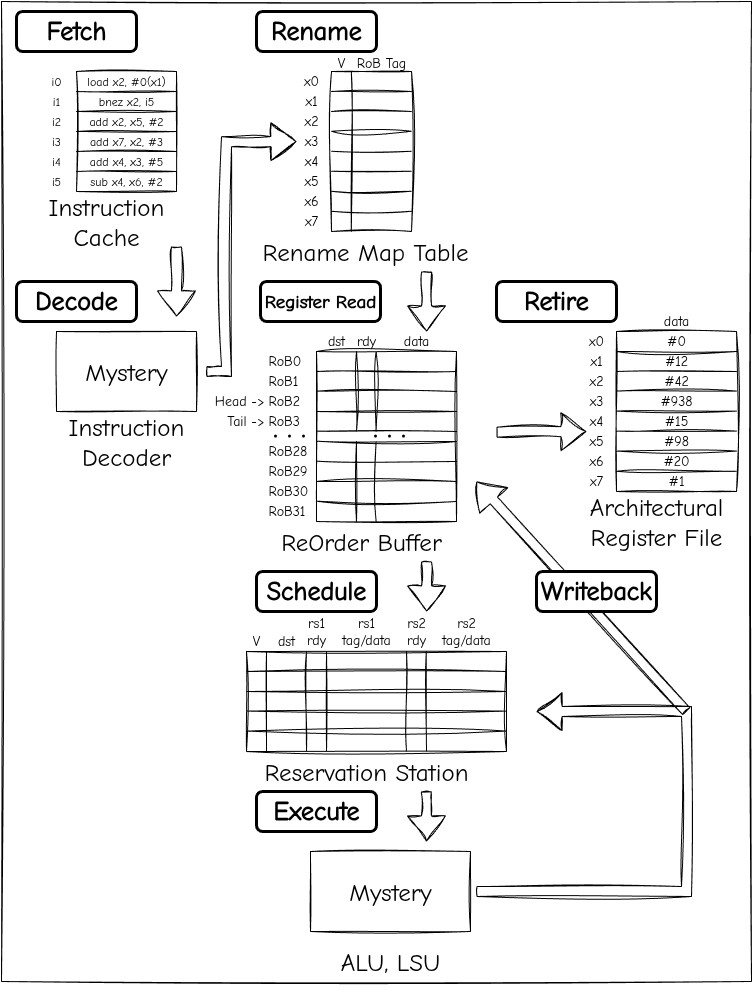 Fetch
i0 load x2, #0(x1)
i1 bnez x2, i5
i2 add x2, x5, #2
i3 add x7, x2, #3
i4 add x4, x3, #5
i5 sub x4, x6, #2
Instruction
Cache
Rename
V RoB Tag
x0
x1
x2
x3
x4
x5
x6
x7
Rename Map Table
Decode
Mystery
Instruction
Decoder
Register Read
dst rdy data
RoB0
RoB1
Head -> RoB2
Tail -> RoB3
. . . . . .
RoB28
RoB29
RoB30
RoB31
ReOrder Buffer
Retire
data
x0 #0
x1 #12
x2 #42
x3 #938
x4 #15
x5 #98
x6 #20
x7 #1
Architectural
Register File
Schedule
rs1 rs1 rs2 rs2
V dst rdy tag/data rdy tag/data
Reservation Station
Writeback
Execute
Mystery
ALU, LSU